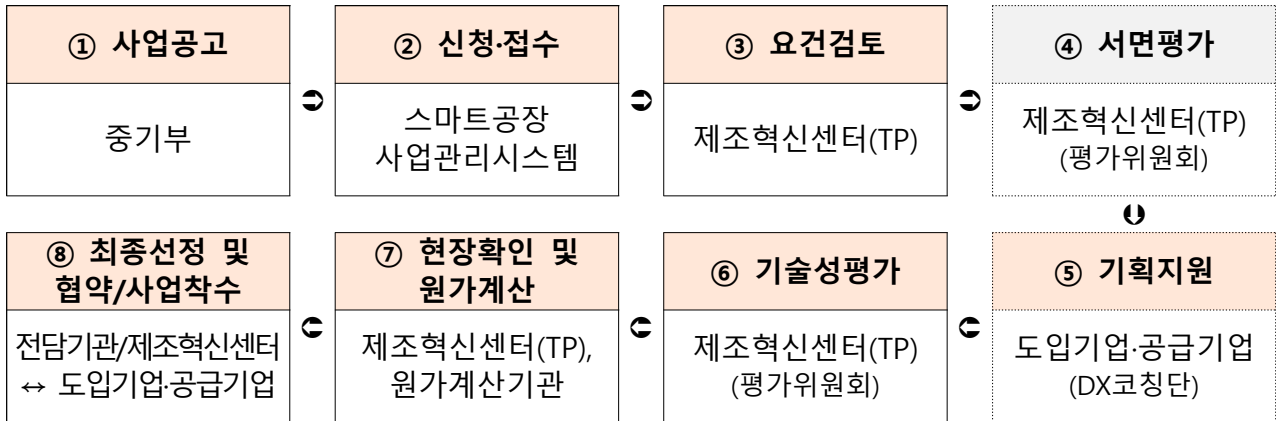 ① 사업공고
중기부
② 신청·접수
스마트공장
사업관리시스템
③ 요건검토
제조혁신센터(TP)
④ 서면평가
제조혁신센터(TP)
(평가위원회)
⑤ 기획지원
도입기업·공급기업
(DX코칭단)
⑥ 기술성평가
제조혁신센터(TP)
(평가위원회)
⑦ 현장확인 및
원가계산
제조혁신센터(TP),
원가계산기관
⑧ 최종선정 및
협약/사업착수
전담기관/제조혁신센터
↔ 도입기업·공급기업